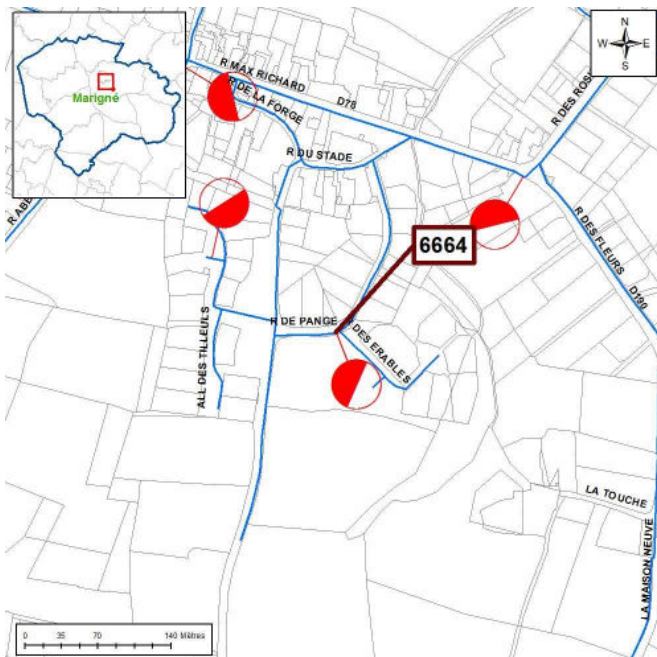 N
W E
S
Marigné
R MAX RICHARD
D78
R DE LA FORGE
R DES ROS
R DU STADE
R ABE
6664
R DES FLEURS
D190
R DE PANGE
R DES ERABLES
ALL DES TILLEULS
LA TOUCHE
LA MAISON NEUVE
0 35 70 140 Mètres